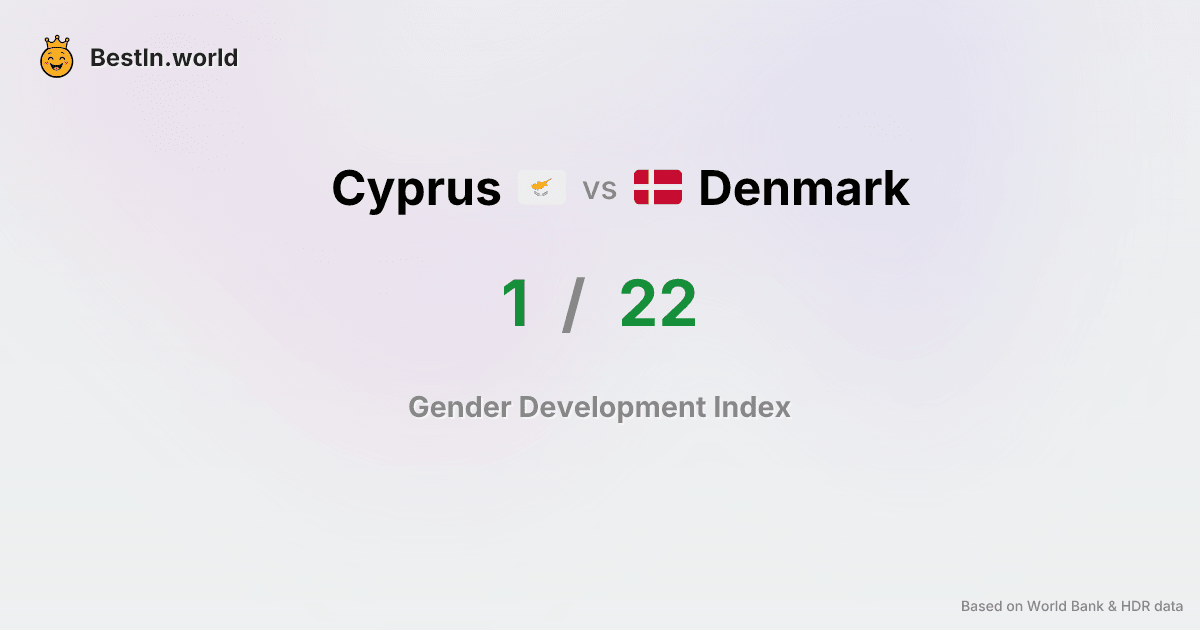 BestIn.world
Cyprus vs Denmark
1 / 22
Gender Development Index
Based on World Bank & HDR data